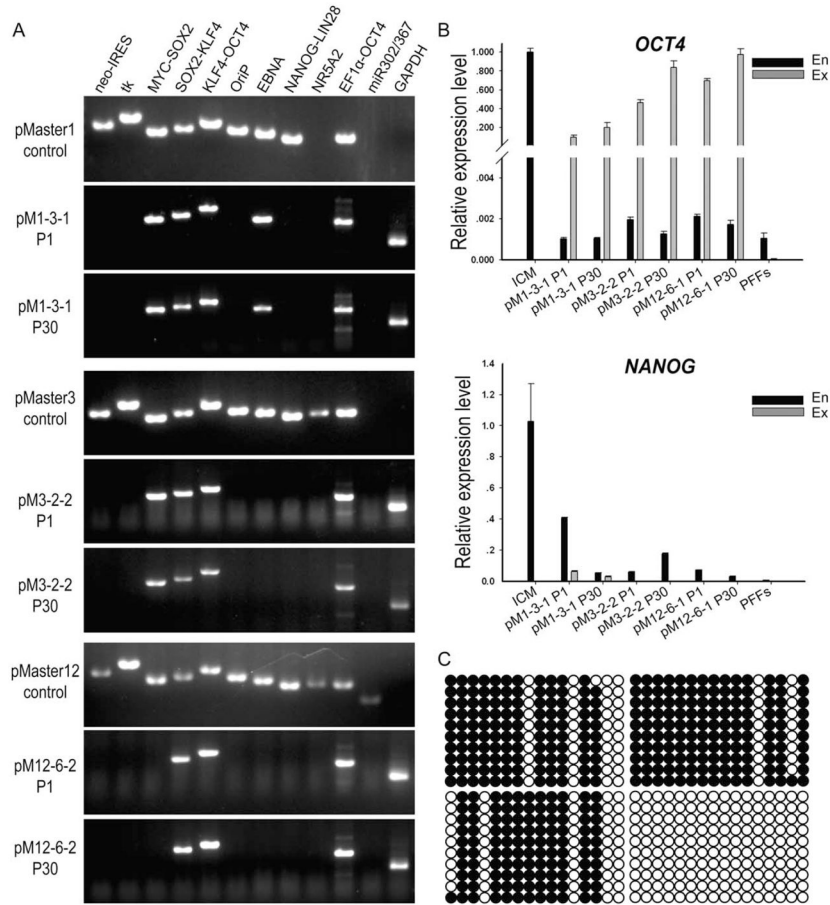 A
neo-IRES
tk
MYC-SOX2
SOX2-KLF4
KLF4-OCT4
OriP
EBNA
NANOG-LIN28
NR5A2
EF1α-OCT4
miR302/367
GAPDH
pMaster1
control
pM1-3-1
P1
pM1-3-1
P30
pMaster3
control
pM3-2-2
P1
pM3-2-2
P30
pMaster12
control
pM12-6-2
P1
pM12-6-2
P30
B
OCT4
Relative expression level
1.000
.800
.600
.400
.200
.004
.002
0.000
En
Ex
ICM
pM1-3-1 P1
pM1-3-1 P30
pM3-2-2 P1
pM3-2-2 P30
pM12-6-1 P1
pM12-6-1 P30
PFFs
NANOG
Relative expression level
1.4
1.2
1.0
.8
.6
.4
.2
0.0
En
Ex
ICM
pM1-3-1 P1
pM1-3-1 P30
pM3-2-2 P1
pM3-2-2 P30
pM12-6-1 P1
pM12-6-1 P30
PFFs
C